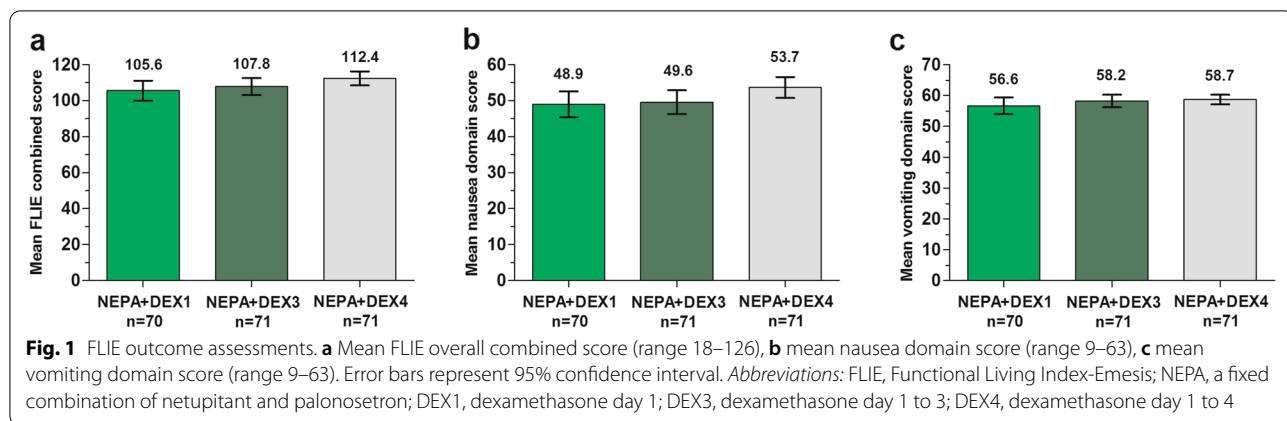 a
105.6
107.8
112.4
Mean FLIE combined score
120
100
80
60
40
20
0
NEPA+DEX1 NEPA+DEX3 NEPA+DEX4
n=70 n=71 n=71
b
48.9
49.6
53.7
Mean nausea domain score
60
50
40
30
20
10
0
NEPA+DEX1 NEPA+DEX3 NEPA+DEX4
n=70 n=71 n=71
c
56.6
58.2
58.7
Mean vomiting domain score
70
60
50
40
30
20
10
0
NEPA+DEX1 NEPA+DEX3 NEPA+DEX4
n=70 n=71 n=71
Fig. 1 FLIE outcome assessments. a Mean FLIE overall combined score (range 18–126), b mean nausea domain score (range 9–63), c mean
vomiting domain score (range 9–63). Error bars represent 95% confidence interval. Abbreviations: FLIE, Functional Living Index-Emesis; NEPA, a fixed
combination of netupitant and palonosetron; DEX1, dexamethasone day 1; DEX3, dexamethasone day 1 to 3; DEX4, dexamethasone day 1 to 4